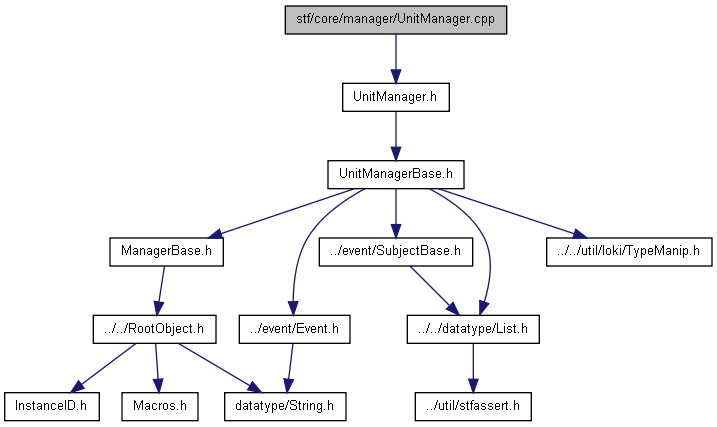 stf/core/manager/UnitManager.cpp
UnitManager.h
UnitManagerBase.h
ManagerBase.h
../event/SubjectBase.h
../../util/loki/TypeManip.h
../../RootObject.h
../event/Event.h
../../datatype/List.h
InstanceID.h
Macros.h
datatype/String.h
../util/stfassert.h